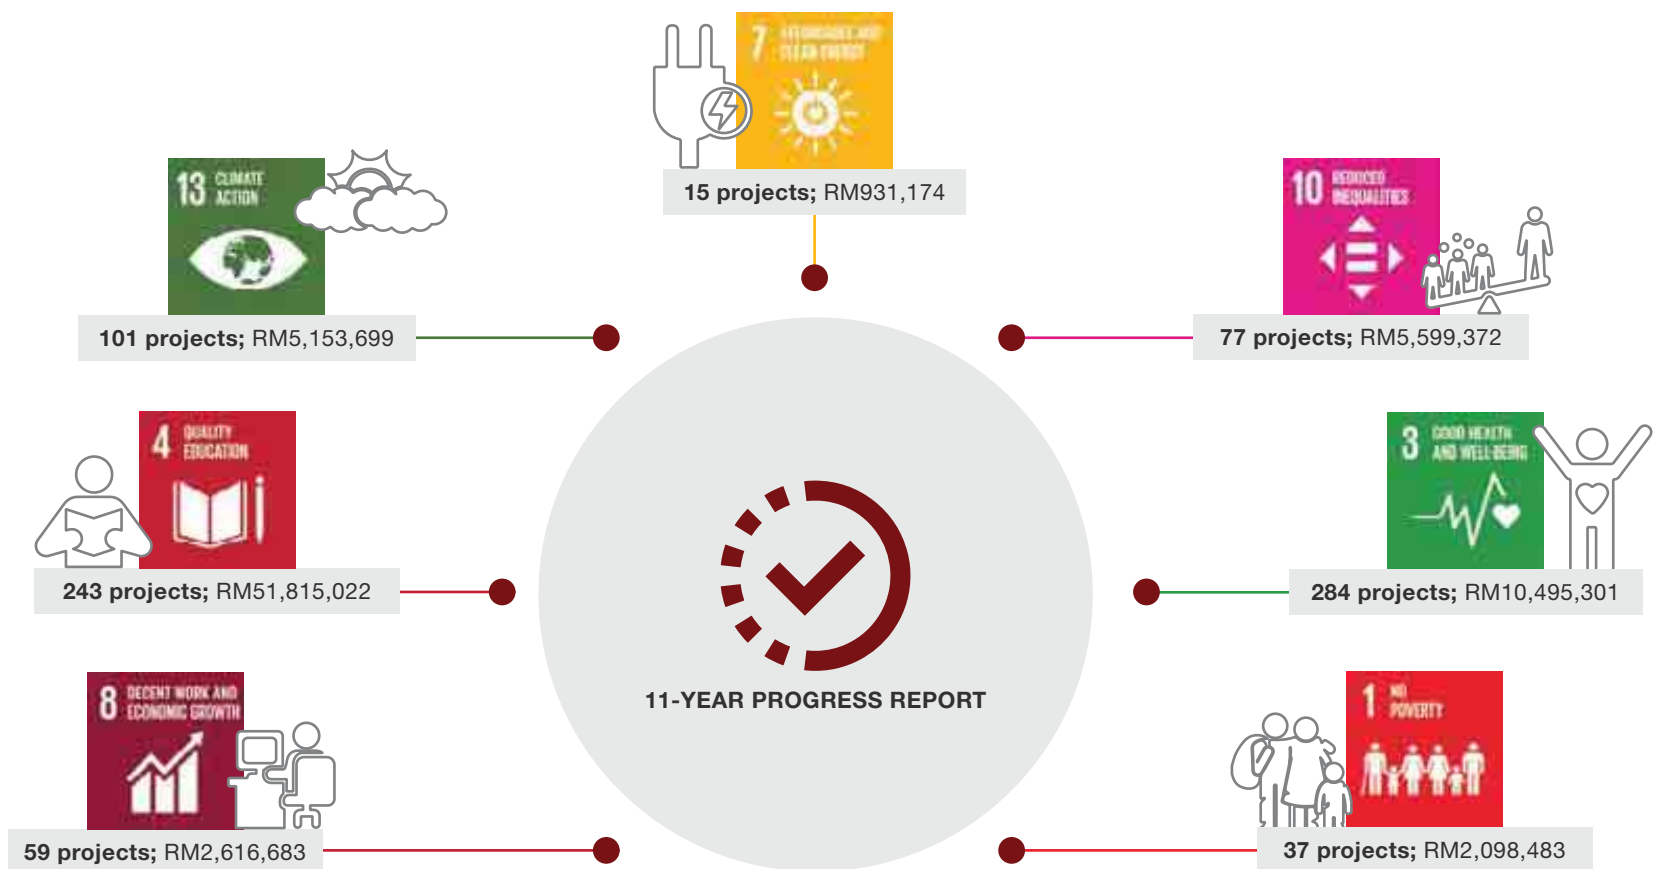 7 AFFORDABLE AND
CLEAN ENERGY
15 projects; RM931,174
13 CLIMATE
ACTION
101 projects; RM5,153,699
10 REDUCED
INEQUALITIES
77 projects; RM5,599,372
4 QUALITY
EDUCATION
243 projects; RM51,815,022
3 GOOD HEALTH
AND WELL-BEING
284 projects; RM10,495,301
11-YEAR PROGRESS REPORT
8 DECENT WORK AND
ECONOMIC GROWTH
59 projects; RM2,616,683
1 NO
POVERTY
37 projects; RM2,098,483